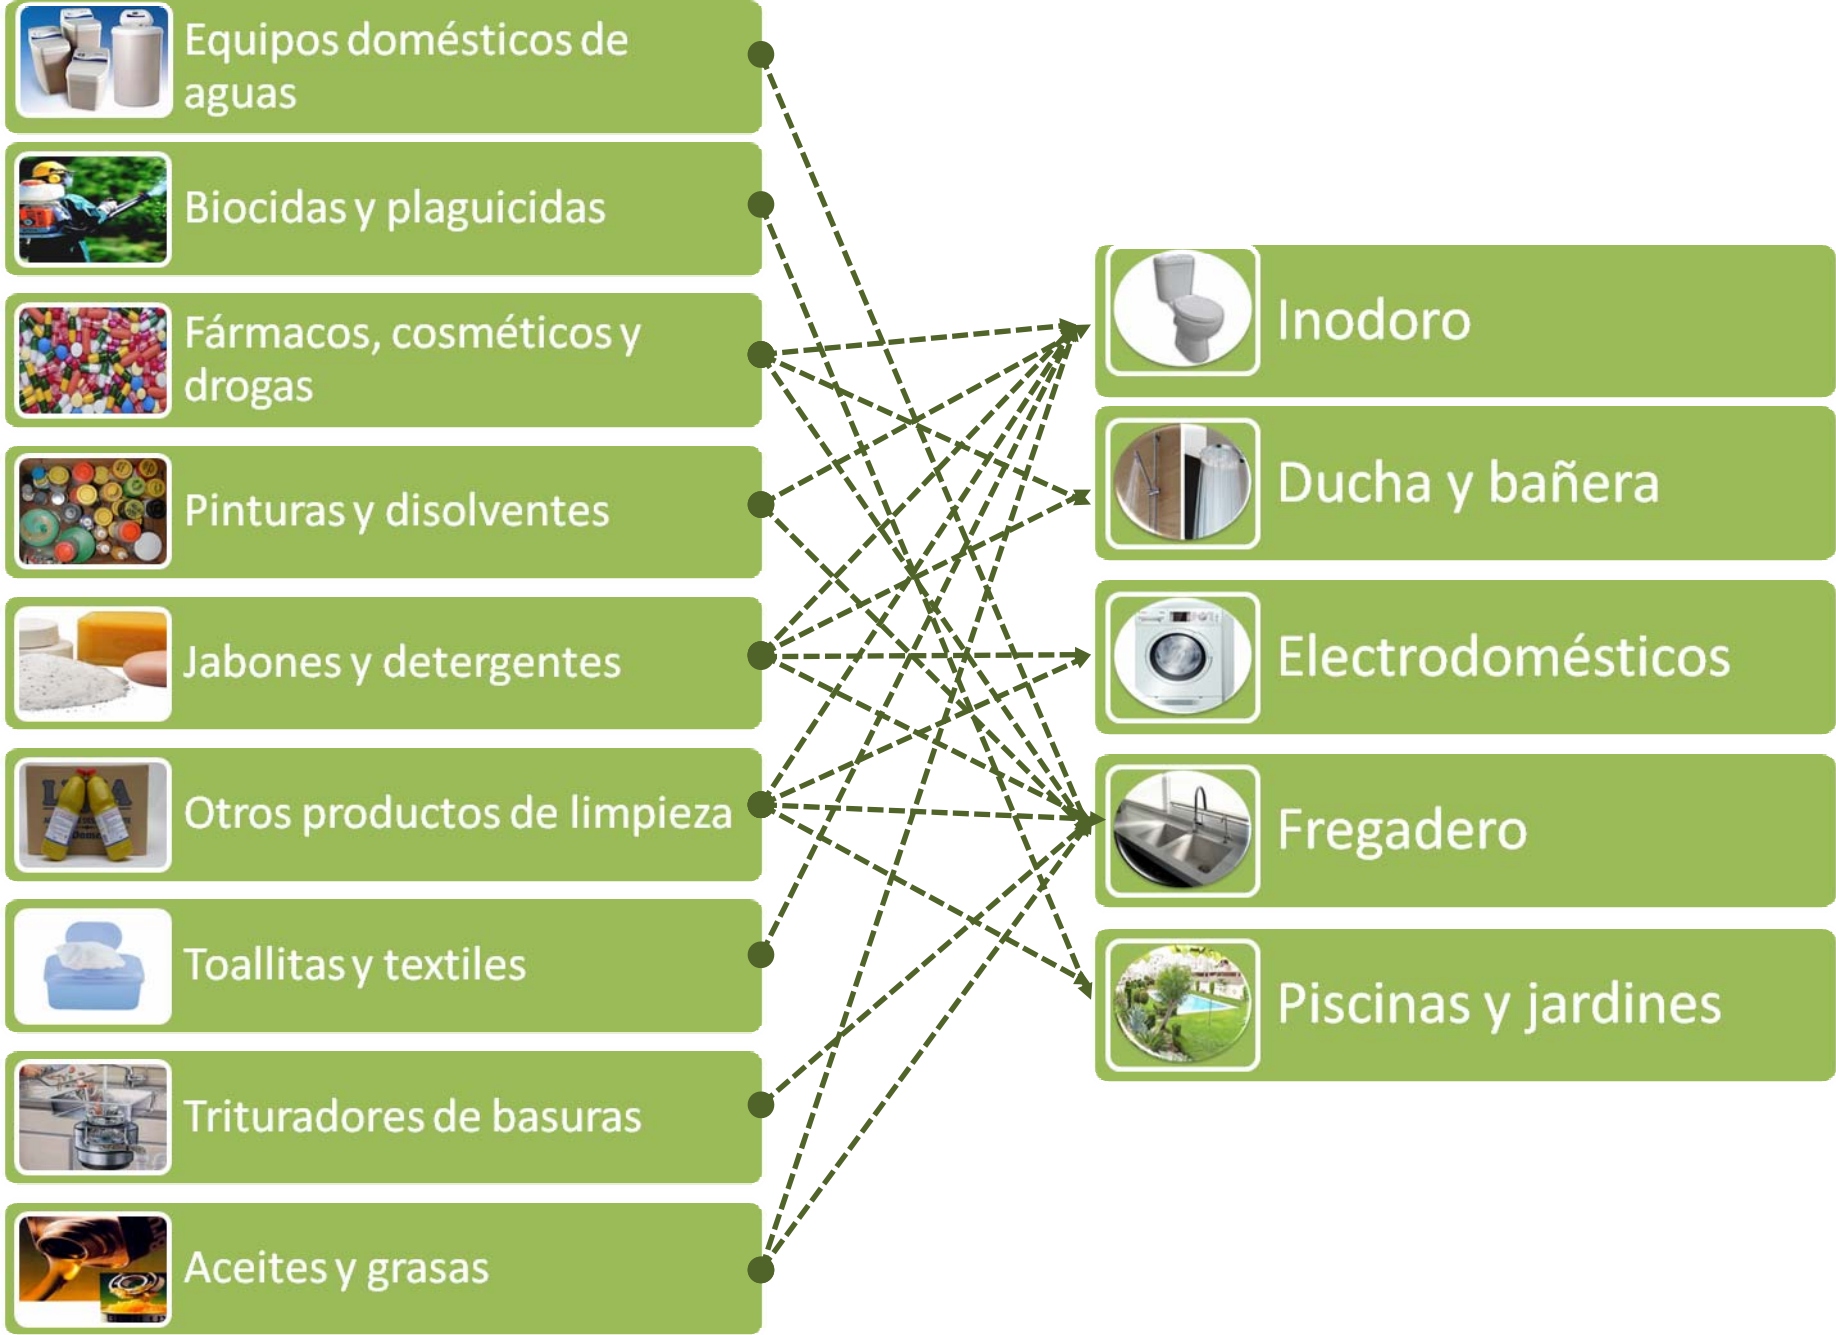 Equipos domésticos de
aguas
Biocidas y plaguicidas
Fármacos, cosméticos y
drogas
Pinturas y disolventes
Jabones y detergentes
Otros productos de limpieza
Toallitas y textiles
Trituradores de basuras
Aceites y grasas
Inodoro
Ducha y bañera
Electrodomésticos
Fregadero
Piscinas y jardines